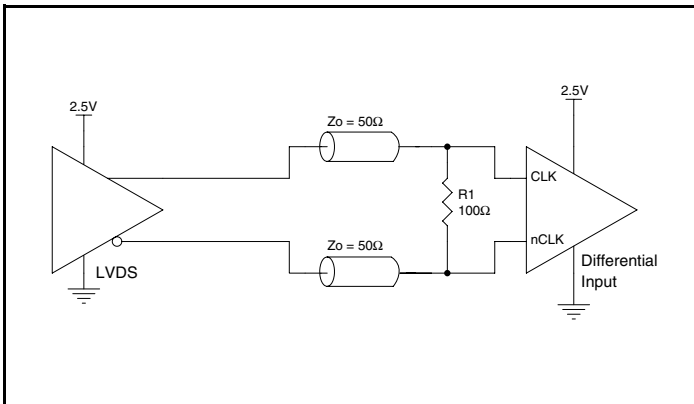 2.5V
2.5V
Zo = 50Ω
CLK
R1
100Ω
nCLK
Zo = 50Ω
LVDS
Differential
Input